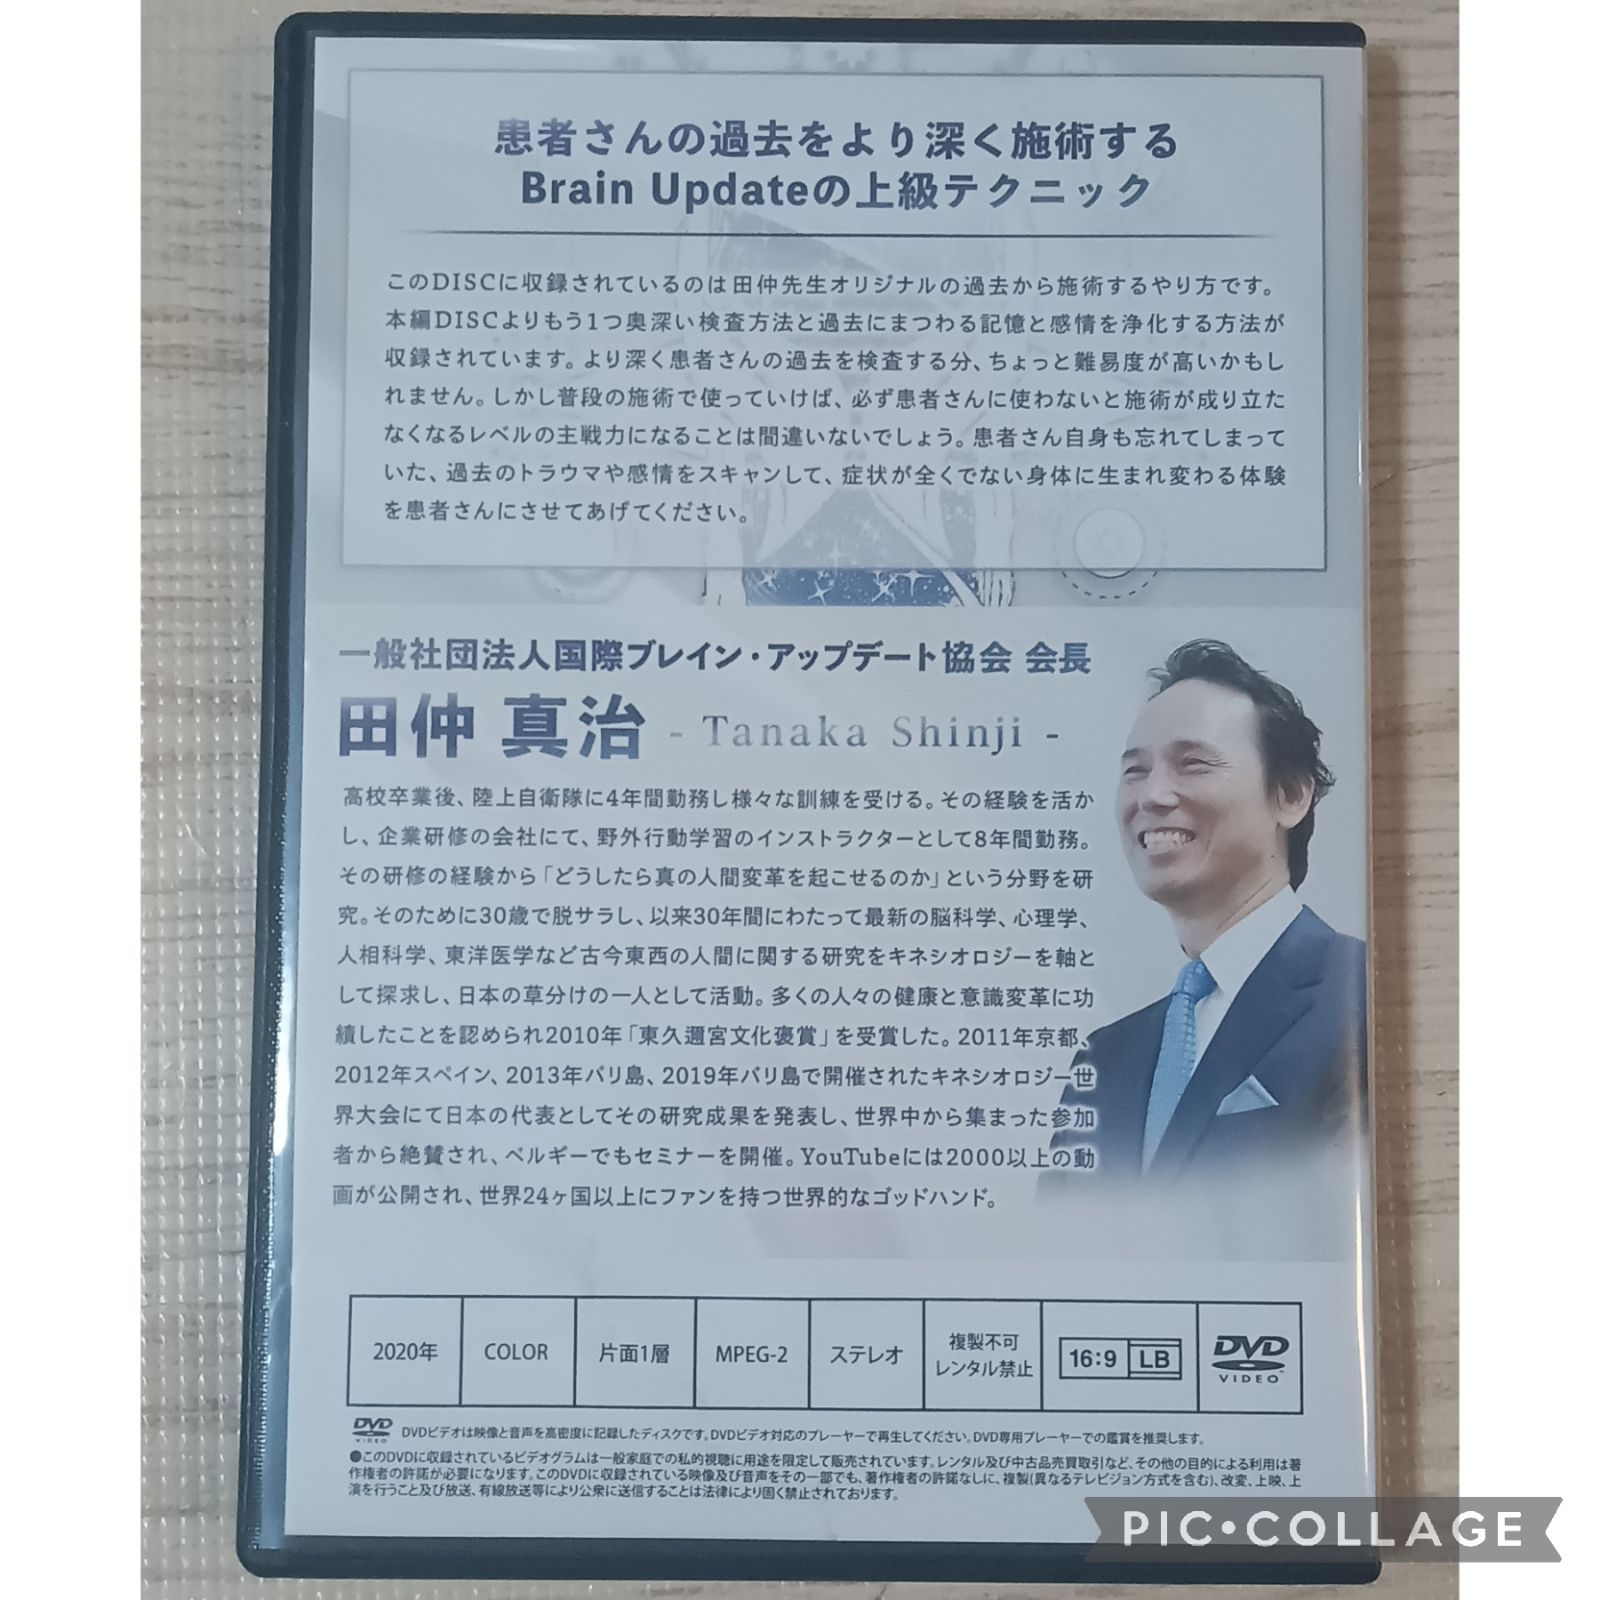 患者さんの過去をより深く施術する
Brain Updateの上級テクニック
このDISCに収録されているのは田仲先生オリジナルの過去から施術するやり方です。
本編DISCよりもう1つ奥深い検査方法と過去にまつわる記憶と感情を浄化する方法が
収録されています。より深く患者さんの過去を検査する分、ちょっと難易度が高いかもし
れません。しかし普段の施術で使っていけば、必ず患者さんに使わないと施術が成り立た
なくなるレベルの主戦力になることは間違いないでしょう。患者さん自身も忘れてしまって
いた、過去のトラウマや感情をスキャンして、症状が全くでない身体に生まれ変わる体験
を患者さんにさせてあげてください。
一般社団法人国際ブレイン・アップデート協会 会長
田仲 真治 - Tanaka Shinji -
高校卒業後、陸上自衛隊に4年間勤務し様々な訓練を受ける。その経験を活か
し、企業研修の会社にて、野外行動学習のインストラクターとして8年間勤務。
その研修の経験から「どうしたら真の人間変革を起こせるのか」という分野を研
究。そのために30歳で脱サラし、以来30年間にわたって最新の脳科学、心理学、
人相科学、東洋医学など古今東西の人間に関する研究をキネシオロジーを軸と
して探求し、日本の草分けの一人として活動。多くの人々の健康と意識変革に功
績したことを認められ2010年「東久邇宮文化褒賞」を受賞した。2011年京都、
2012年スペイン、2013年バリ島、2019年バリ島で開催されたキネシオロジー世
界大会にて日本の代表としてその研究成果を発表し、世界中から集まった参加
者から絶賛され、ベルギーでもセミナーを開催。YouTubeには2000以上の動
画が公開され、世界24ヶ国以上にファンを持つ世界的なゴッドハンド。
2020年 COLOR 片面1層 MPEG-2 ステレオ 複製不可 レンタル禁止 16:9 LB DVD VIDEO
DVD VIDEO DVDビデオは映像と音声を高密度に記録したディスクです。DVDビデオ対応のプレーヤーで再生してください。DVD専用プレーヤーでの鑑賞を推奨します。
●このDVDに収録されているビデオグラムは一般家庭での私的視聴に用途を限定して販売されています。レンタル及び中古品売買取引など、その他の目的による利用は著
作権者の許諾が必要になります。このDVDに収録されている映像及び音声をその一部でも、著作権者の許諾なしに、複製(異なるテレビジョン方式を含む)、改変、上映、上
演を行うこと及び放送、有線放送等により公衆に送信することは法律により固く禁止されております。
PIC•COLLAGE